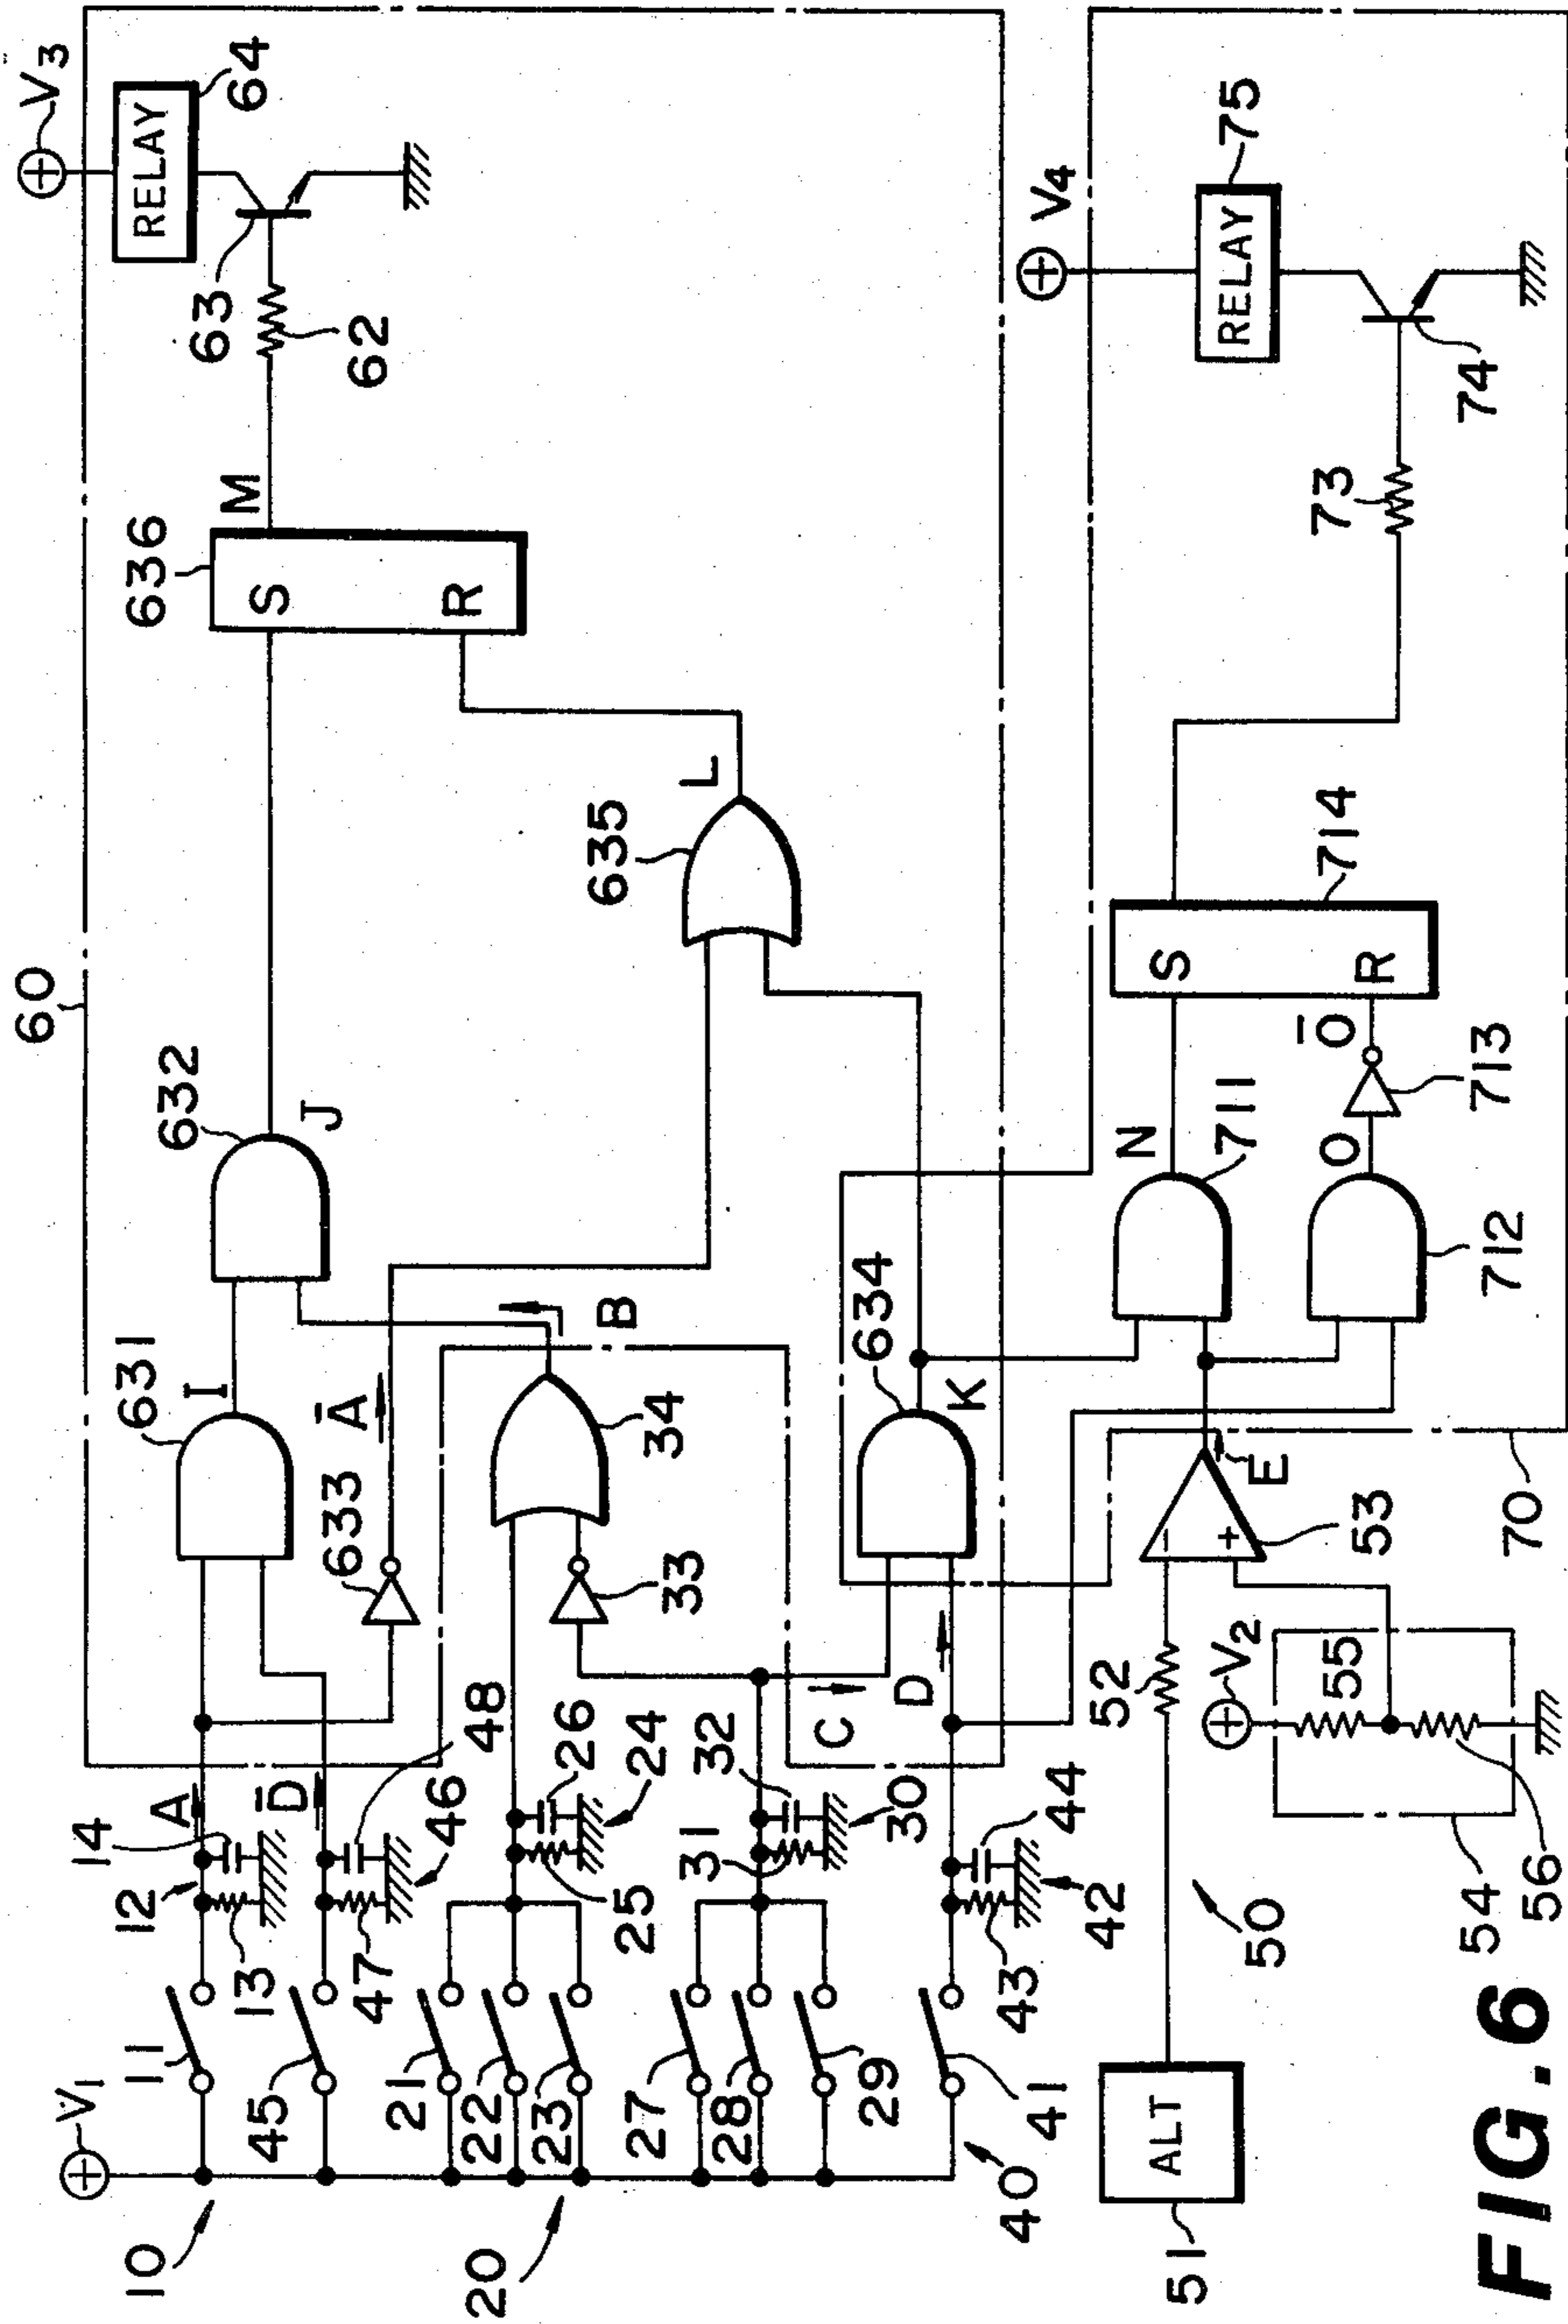 60
V3
RELAY
64
63
62
M
636
S
R
632
J
631
I
Ā
633
B
34
33
635
L
634
K
C
D
A
14
12
13
D̄
48
46
47
26
24
25
32
31
30
44
42
43
V1
10
11
45
21
22
23
20
27
28
29
41
40
V4
RELAY
75
74
73
714
S
R
N
711
O
Ō
713
712
E
70
53
−
+
52
V2
55
56
54
50
ALT
51
FIG.6